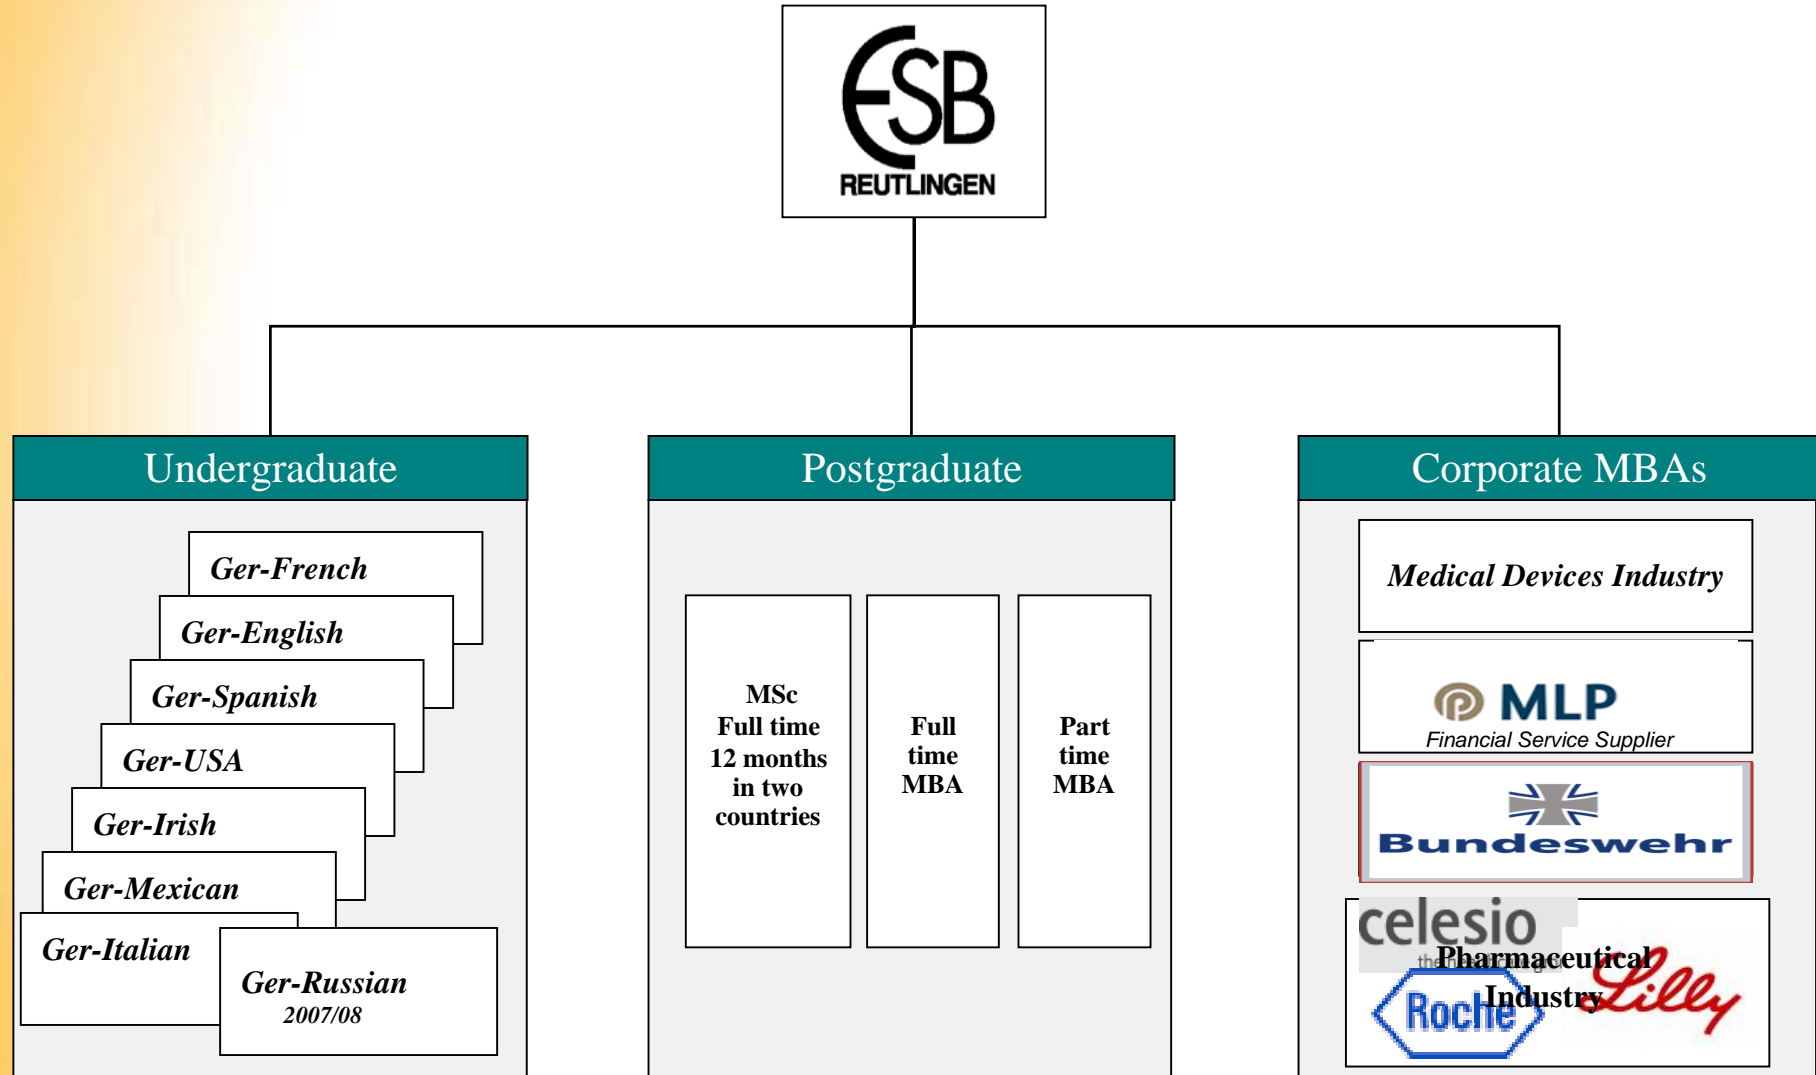 ESB
REUTLINGEN
Undergraduate
Ger-French
Ger-English
Ger-Spanish
Ger-USA
Ger-Irish
Ger-Mexican
Ger-Italian
Ger-Russian
2007/08
Postgraduate
MSc
Full time
12 months
in two
countries
Full
time
MBA
Part
time
MBA
Corporate MBAs
Medical Devices Industry
MLP
Financial Service Supplier
Bundeswehr
celesio
Pharmaceutical
Industry
Roche
Lilly